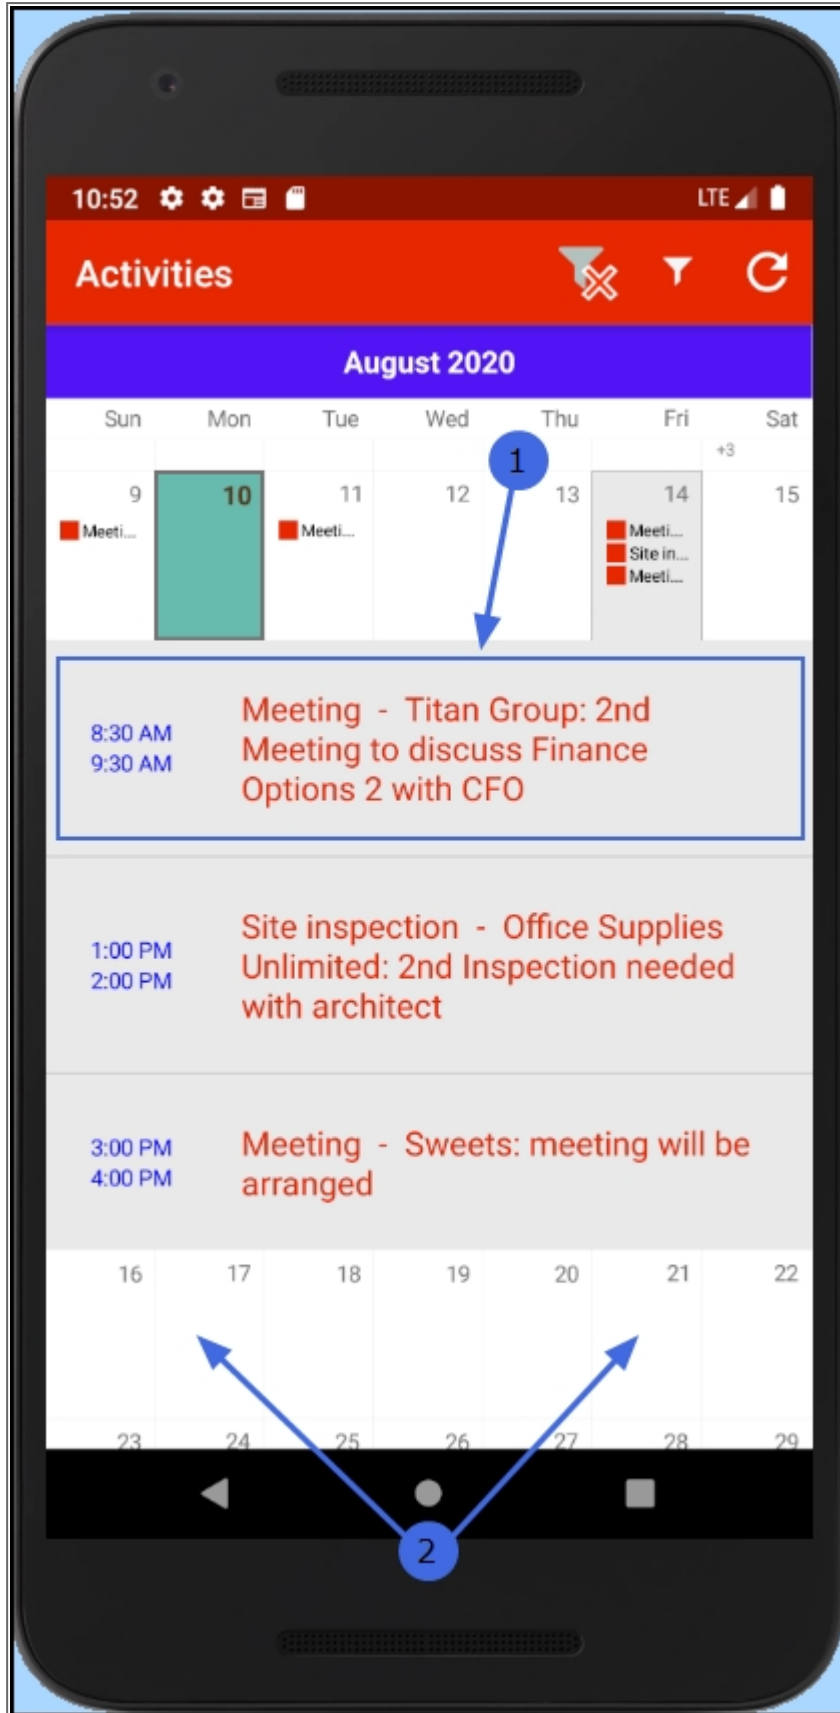 10:52 LTE
Activities
August 2020
Sun Mon Tue Wed Thu Fri Sat
1
+3
9 10 11 12 13 14 15
Meeti... Meeti... Meeti...
Site in...
Meeti...
8:30 AM
9:30 AM
Meeting - Titan Group: 2nd
Meeting to discuss Finance
Options 2 with CFO
1:00 PM
2:00 PM
Site inspection - Office Supplies
Unlimited: 2nd Inspection needed
with architect
3:00 PM
4:00 PM
Meeting - Sweets: meeting will be
arranged
16 17 18 19 20 21 22
23 24 25 26 27 28 29
2